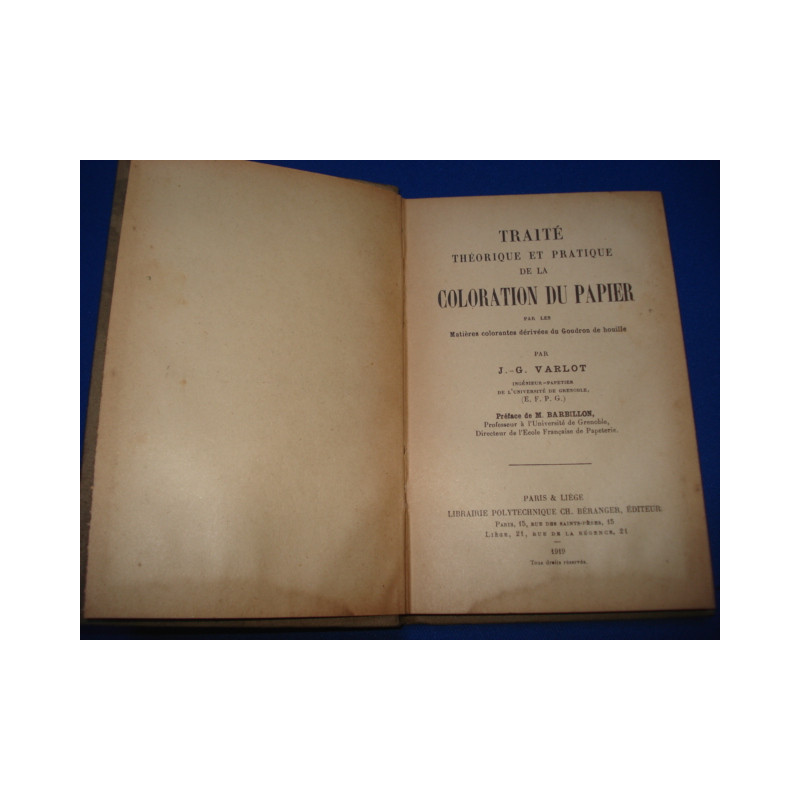 TRAITÉ
THÉORIQUE ET PRATIQUE
DE LA
COLORATION DU PAPIER
PAR LES
Matières colorantes dérivées du Goudron de houille
PAR
J.-G. VARLOT
INGÉNIEUR-PAPETIER
DE L'UNIVERSITÉ DE GRENOBLE.
(E. F. P. G.)
Préface de M. BARBILLON,
Professeur à l'Université de Grenoble,
Directeur de l'Ecole Française de Papeterie.
PARIS & LIÉGE
LIBRAIRIE POLYTECHNIQUE CH. BÉRANGER, ÉDITEUR
PARIS, 15, RUE DES SAINTS-PÈRES, 15
LIÉGE, 21, RUE DE LA RÉGENCE, 21
1919
Tous droits réservés.